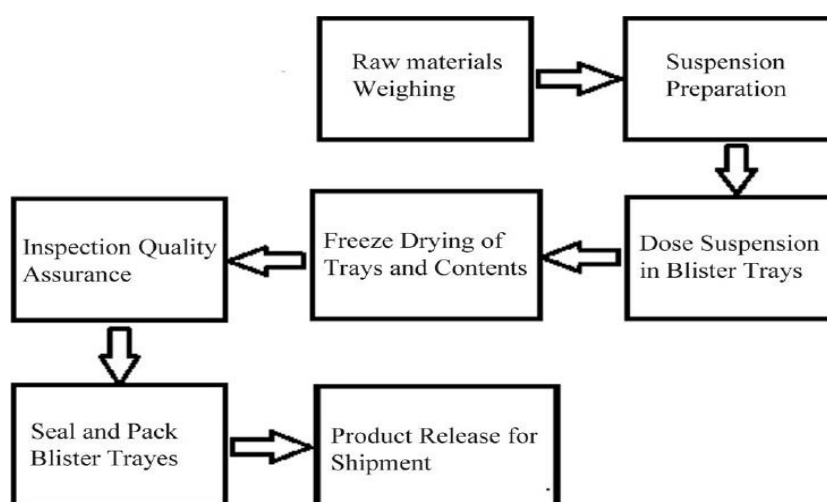 Raw materials
Weighing
Suspension
Preparation
Dose Suspension
in Blister Trays
Freeze Drying of
Trays and Contents
Inspection Quality
Assurance
Seal and Pack
Blister Trayes
Product Release for
Shipment